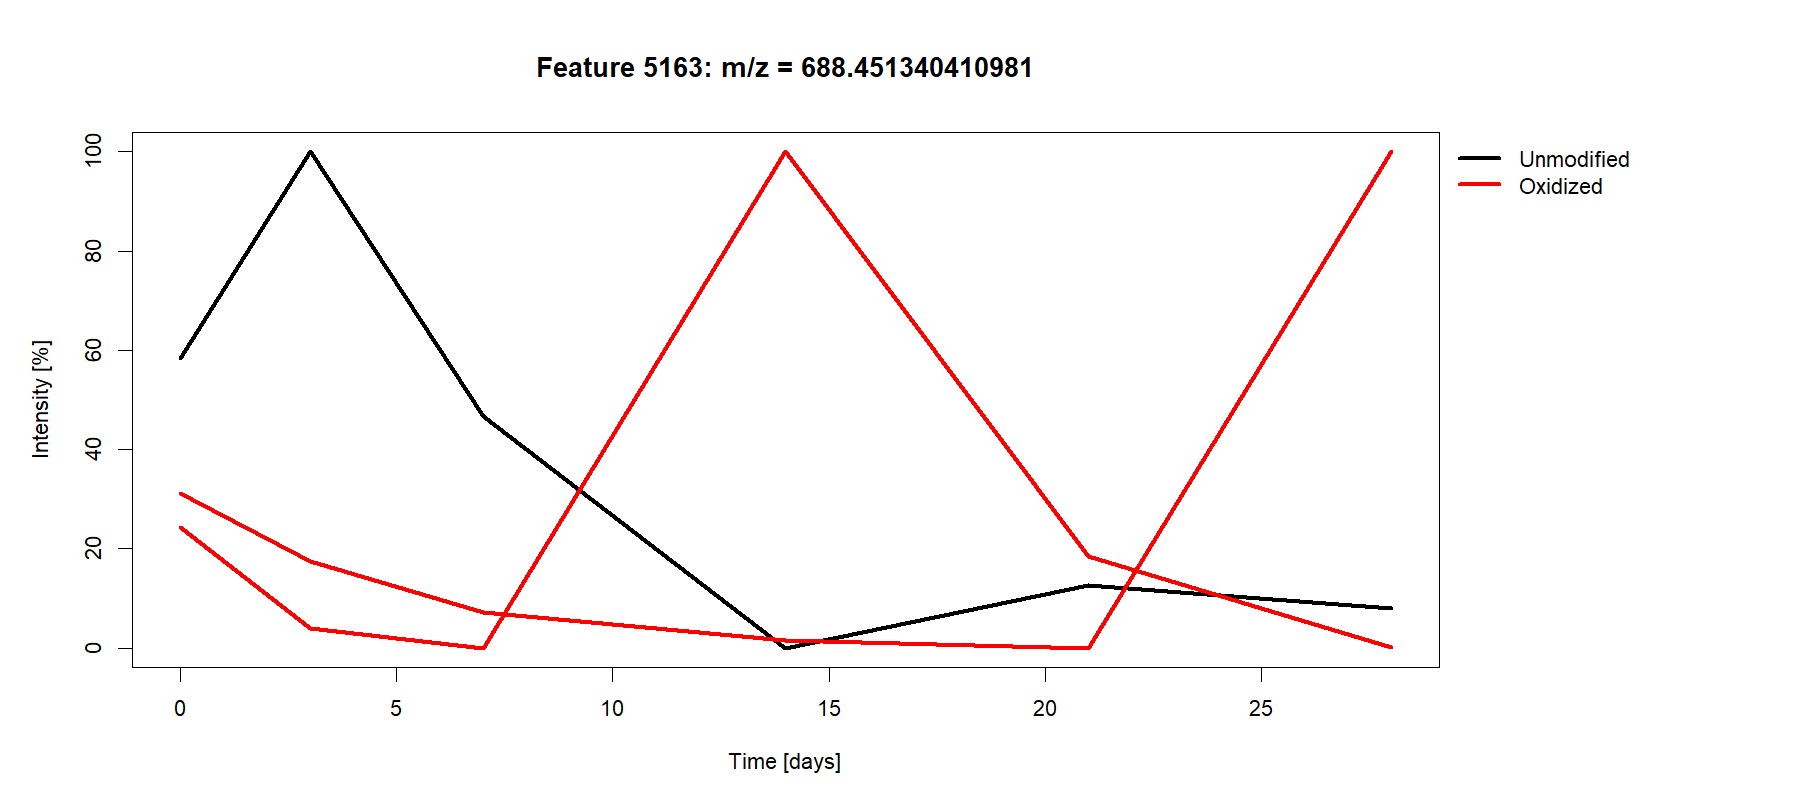 Feature 5163: m/z = 688.451340410981
Unmodified
Oxidized
Intensity [%]
100
80
60
40
20
0
0 5 10 15 20 25
Time [days]